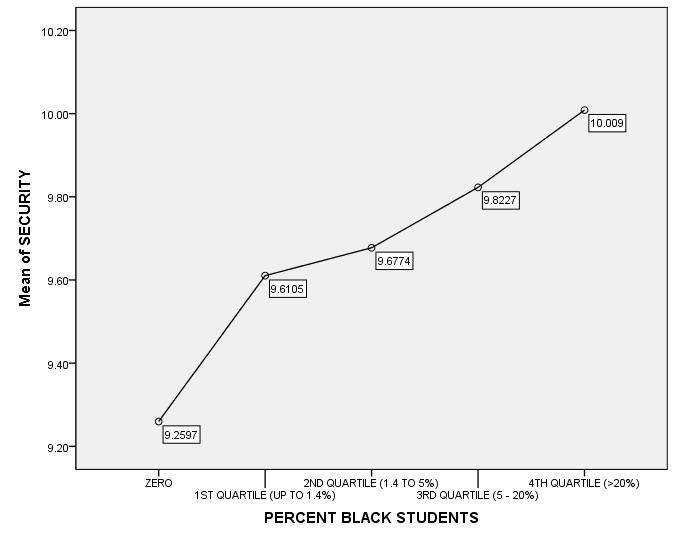 10.20
10.00
9.80
9.60
9.40
9.20
Mean of SECURITY
9.2597
9.6105
9.6774
9.8227
10.009
ZERO
1ST QUARTILE (UP TO 1.4%)
2ND QUARTILE (1.4 TO 5%)
3RD QUARTILE (5 - 20%)
4TH QUARTILE (>20%)
PERCENT BLACK STUDENTS